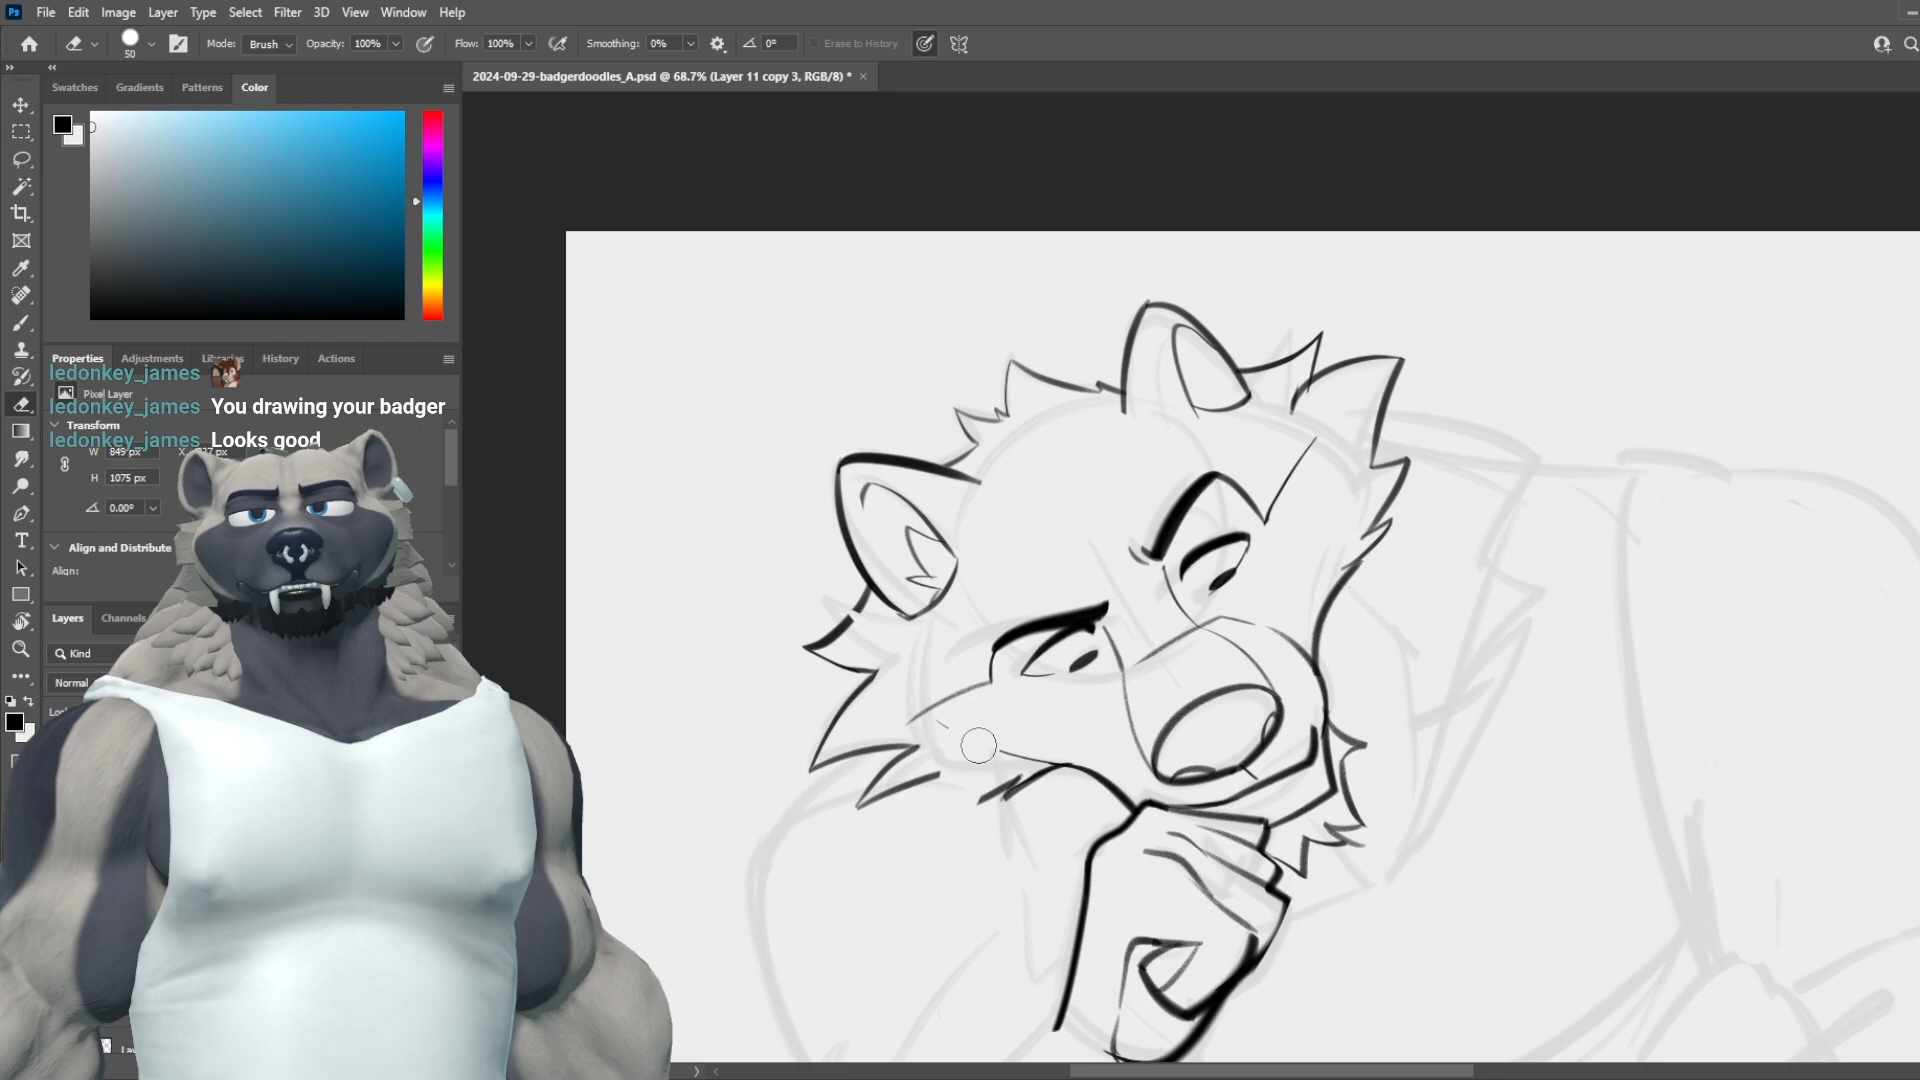 Ps File Edit Image Layer Type Select Filter 3D View Window Help
50 Mode: Brush Opacity: 100% Flow: 100% Smoothing: 0% 0° Erase to History
2024-09-29-badgerdoodles_A.psd @ 68.7% (Layer 11 copy 3, RGB/8) *
Swatches Gradients Patterns Color
Properties Adjustments Libraries History Actions
ledonkey_james
Pixel Layer
ledonkey_james You drawing your badger
Transform
ledonkey_james Looks good
W 849 px X
H 1075 px
0.00°
Align and Distribute
Align:
Layers Channels
Kind
Normal